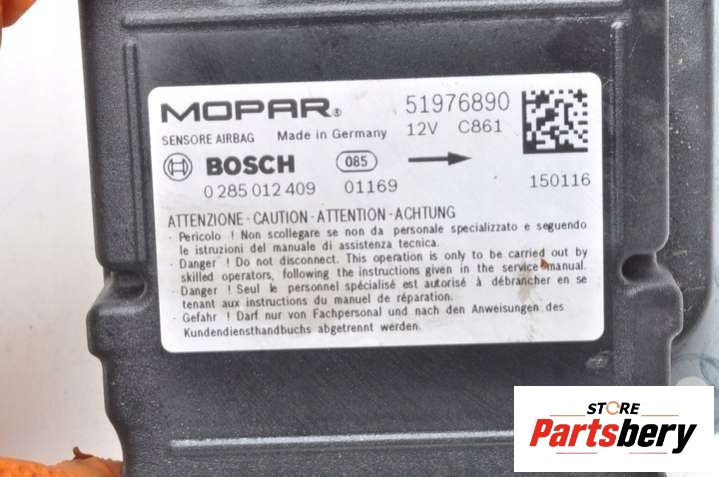 MOPAR® 51976890
SENSORE AIRBAG Made in Germany 12V C861
BOSCH 085
0 285 012 409 01169 150116
ATTENZIONE - CAUTION - ATTENTION - ACHTUNG
- Pericolo ! Non scollegare se non da personale specializzato e seguendo
le istruzioni del manuale di assistenza tecnica.
- Danger ! Do not disconnect. This operation is only to be carried out by
skilled operators, following the instructions given in the service manual.
- Danger ! Seul le personnel spécialisé est autorisé à débrancher en se
tenant aux instructions du manuel de réparation.
- Gefahr ! Darf nur von Fachpersonal und nach den Anweisungen des
Kundendiensthandbuchs abgetrennt werden.
STORE
Partsbery